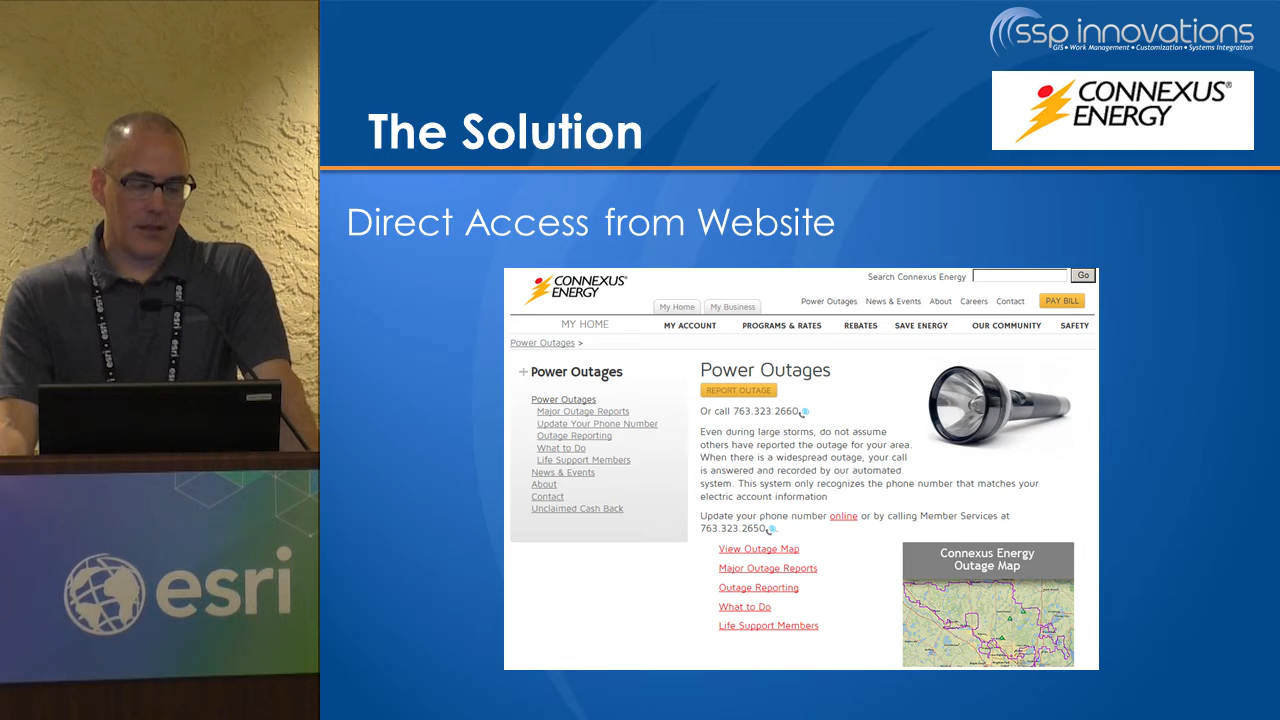 ssp innovations
GIS • Work Management • Customization • Systems Integration
CONNEXUS®
ENERGY
The Solution
Direct Access from Website
CONNEXUS®
ENERGY
Search Connexus Energy
Go
My Home
My Business
Power Outages
News & Events
About
Careers
Contact
PAY BILL
MY HOME
MY ACCOUNT
PROGRAMS & RATES
REBATES
SAVE ENERGY
OUR COMMUNITY
SAFETY
Power Outages >
+ Power Outages
Power Outages
Major Outage Reports
Update Your Phone Number
Outage Reporting
What to Do
Life Support Members
News & Events
About
Contact
Unclaimed Cash Back
Power Outages
REPORT OUTAGE
Or call 763.323.2660
Even during large storms, do not assume
others have reported the outage for your area.
When there is a widespread outage, your call
is answered and recorded by our automated
system. This system only recognizes the phone number that matches your
electric account information
Update your phone number online or by calling Member Services at
763.323.2650.
View Outage Map
Major Outage Reports
Outage Reporting
What to Do
Life Support Members
Connexus Energy
Outage Map
esri
esri
esri